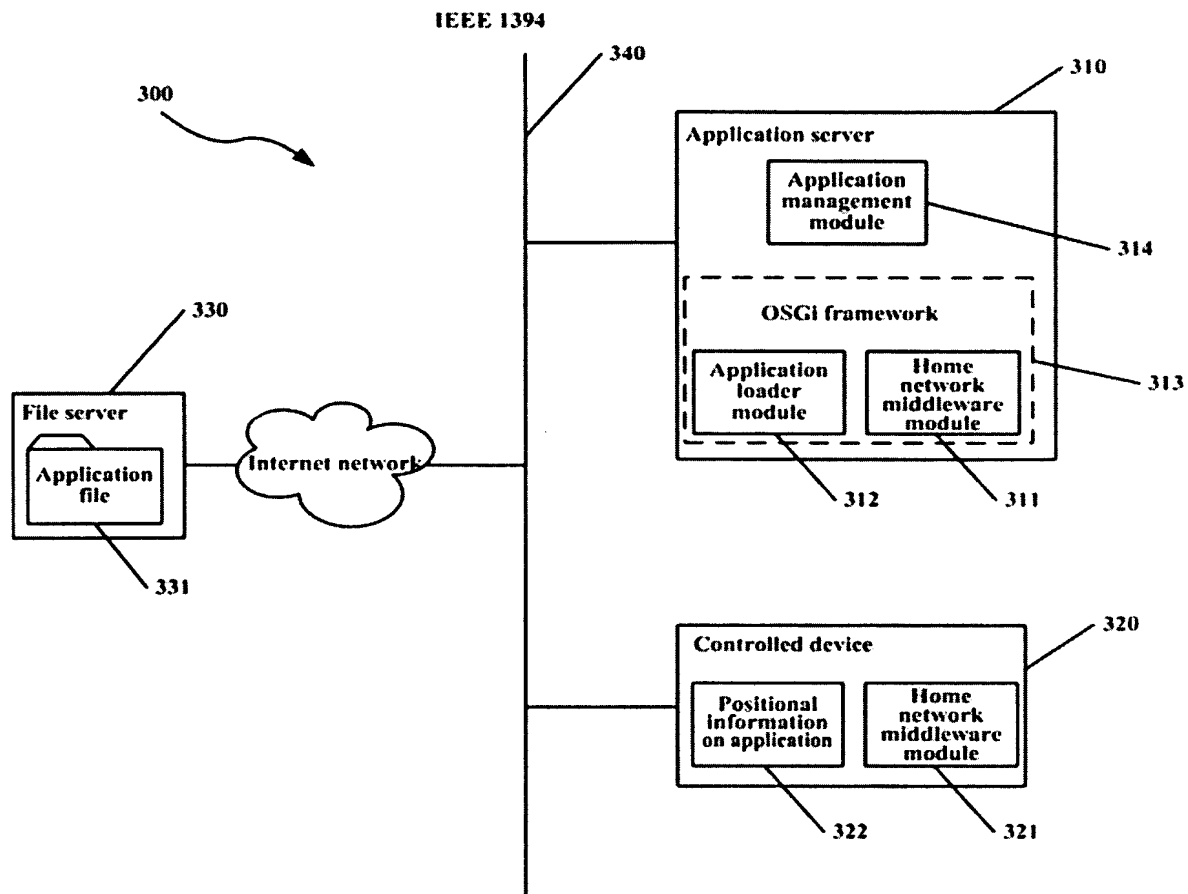 IEEE 1394
340
300
310
Application server
Application
management
module
314
OSGi framework
Application
loader
module
Home
network
middleware
module
313
312
311
330
File server
Application
file
331
Internet network
320
Controlled device
Positional
information
on application
Home
network
middleware
module
322
321